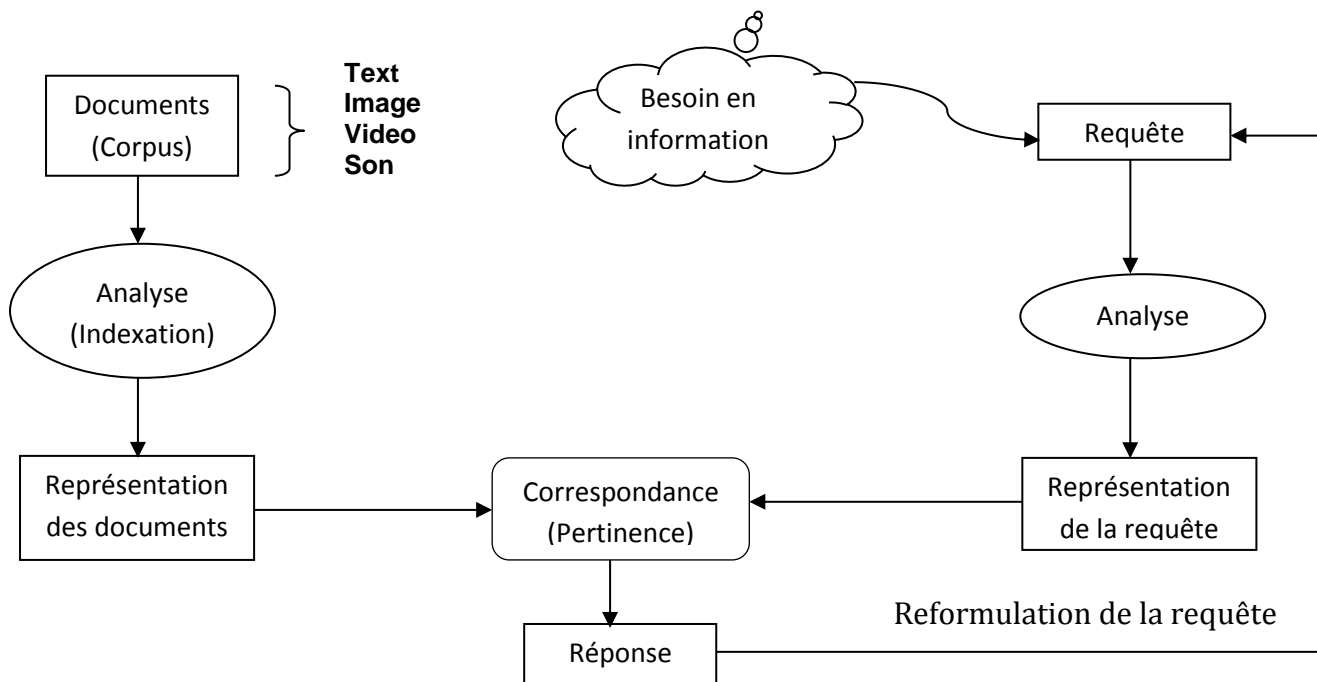 Documents
(Corpus)
Text
Image
Video
Son
Besoin en
information
Requête
Analyse
(Indexation)
Analyse
Représentation
des documents
Correspondance
(Pertinence)
Représentation
de la requête
Reformulation de la requête
Réponse